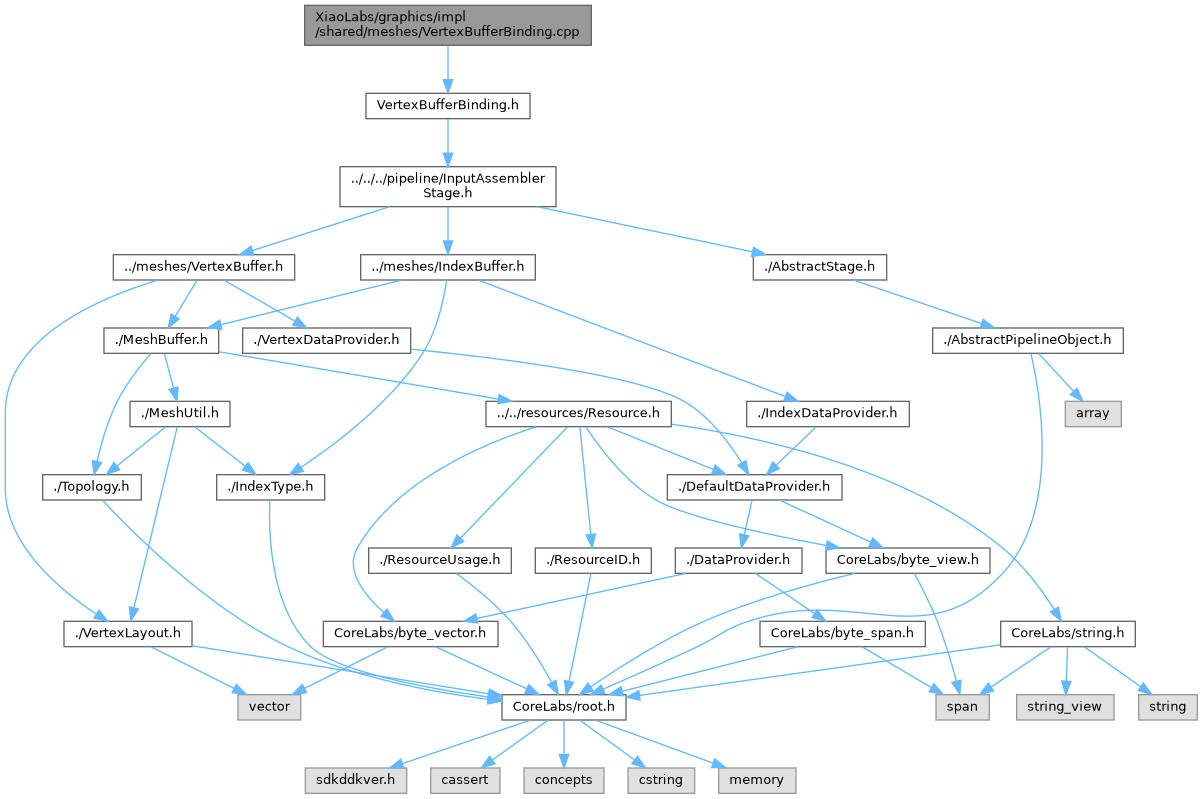 XiaoLabs/graphics/impl
/shared/meshes/VertexBufferBinding.cpp
VertexBufferBinding.h
../../../pipeline/InputAssembler
Stage.h
../meshes/VertexBuffer.h
../meshes/IndexBuffer.h
./AbstractStage.h
./MeshBuffer.h
./VertexDataProvider.h
./AbstractPipelineObject.h
./MeshUtil.h
../../resources/Resource.h
./IndexDataProvider.h
array
./Topology.h
./IndexType.h
./DefaultDataProvider.h
./ResourceUsage.h
./ResourceID.h
./DataProvider.h
CoreLabs/byte_view.h
./VertexLayout.h
CoreLabs/byte_vector.h
CoreLabs/byte_span.h
CoreLabs/string.h
vector
CoreLabs/root.h
span
string_view
string
sdkddkver.h
cassert
concepts
cstring
memory